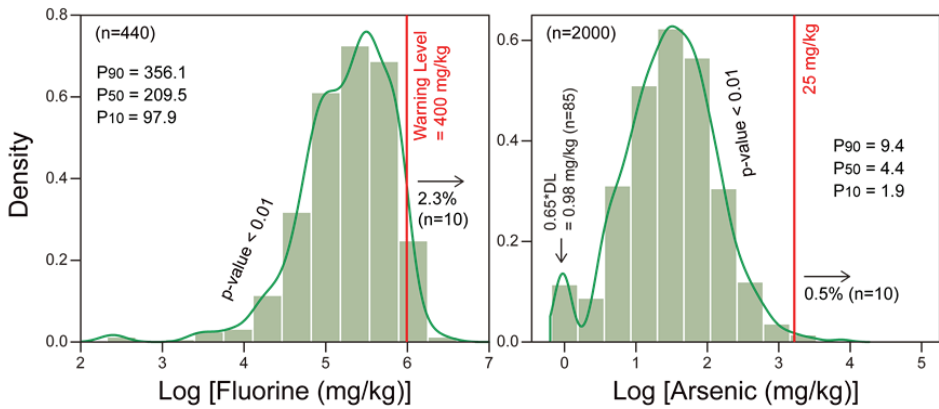 0.8
0.6
0.4
0.2
0.0
Density
(n=440)
P90 = 356.1
P50 = 209.5
P10 = 97.9
p-value < 0.01
Warning Level
= 400 mg/kg
2.3%
(n=10)
2
3
4
5
6
7
Log [Fluorine (mg/kg)]
0.6
0.4
0.2
0.0
(n=2000)
0.65*DL
= 0.98 mg/kg (n=85)
p-value < 0.01
25 mg/kg
P90 = 9.4
P50 = 4.4
P10 = 1.9
0.5% (n=10)
0
1
2
3
4
5
Log [Arsenic (mg/kg)]